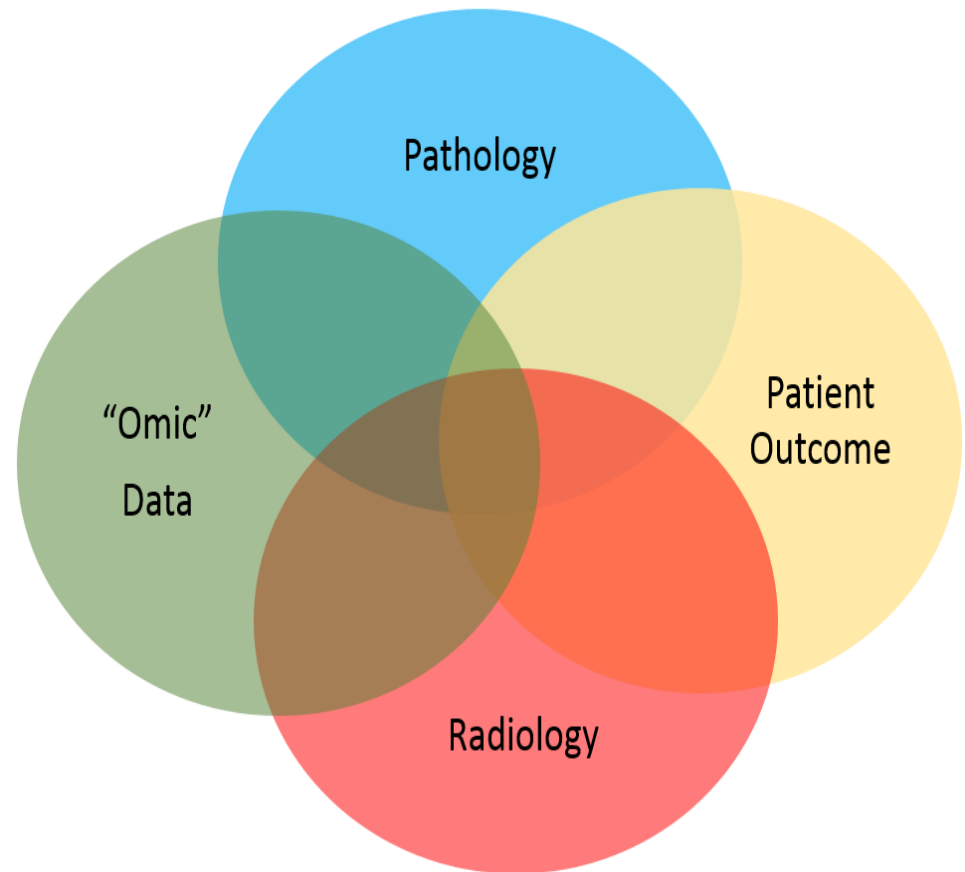 Pathology
“Omic”
Data
Patient
Outcome
Radiology